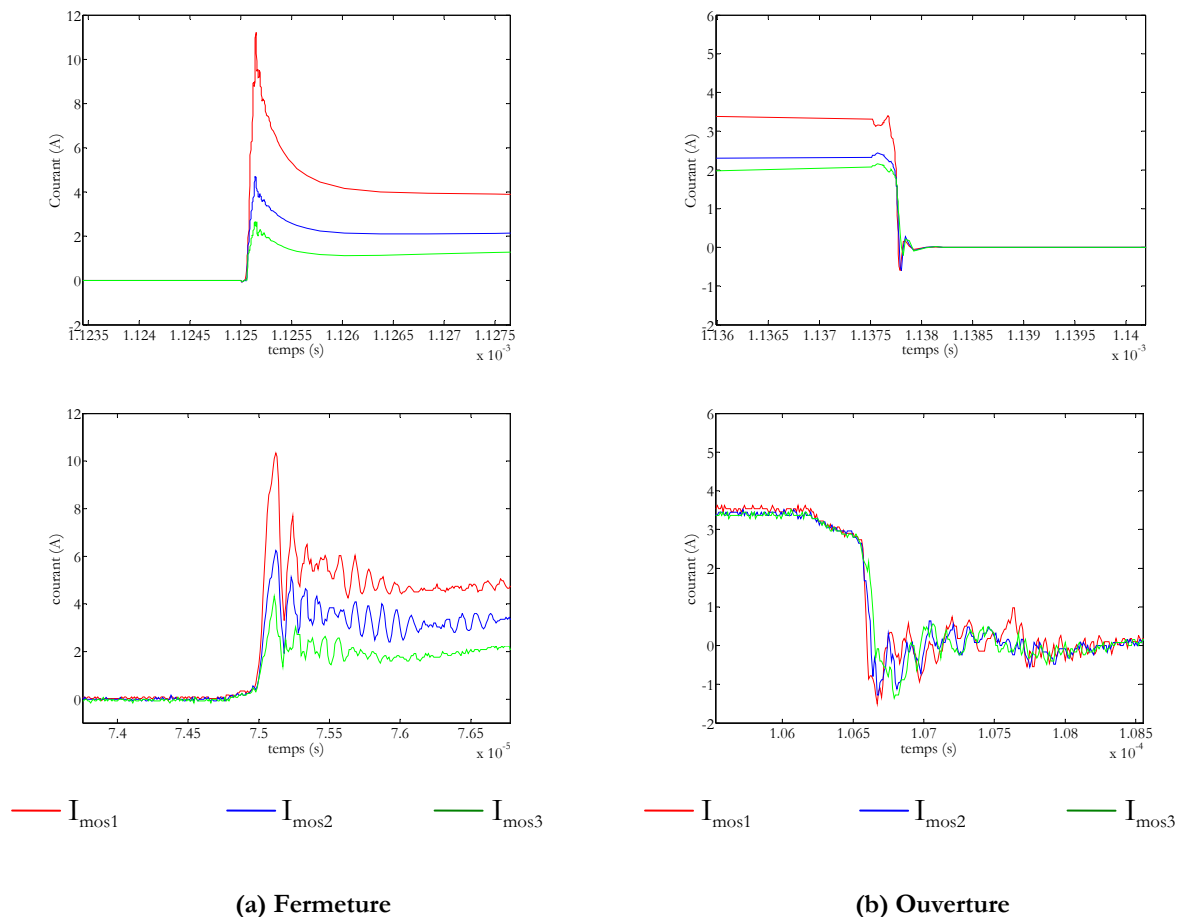 12
10
8
6
4
2
0
-2
Courant (A)
1.1235 1.124 1.1245 1.125 1.1255 1.126 1.1265 1.127 1.1275
temps (s)
x 10⁻³
6
5
4
3
2
1
0
-1
-2
Courant (A)
1.136 1.1365 1.137 1.1375 1.138 1.1385 1.139 1.1395 1.14
temps (s)
x 10⁻³
12
10
8
6
4
2
0
courant (A)
7.4 7.45 7.5 7.55 7.6 7.65
temps (s)
x 10⁻⁵
6
5
4
3
2
1
0
-1
-2
courant (A)
1.06 1.065 1.07 1.075 1.08 1.085
temps (s)
x 10⁻⁴
I_mos1 I_mos2 I_mos3
I_mos1 I_mos2 I_mos3
(a) Fermeture
(b) Ouverture